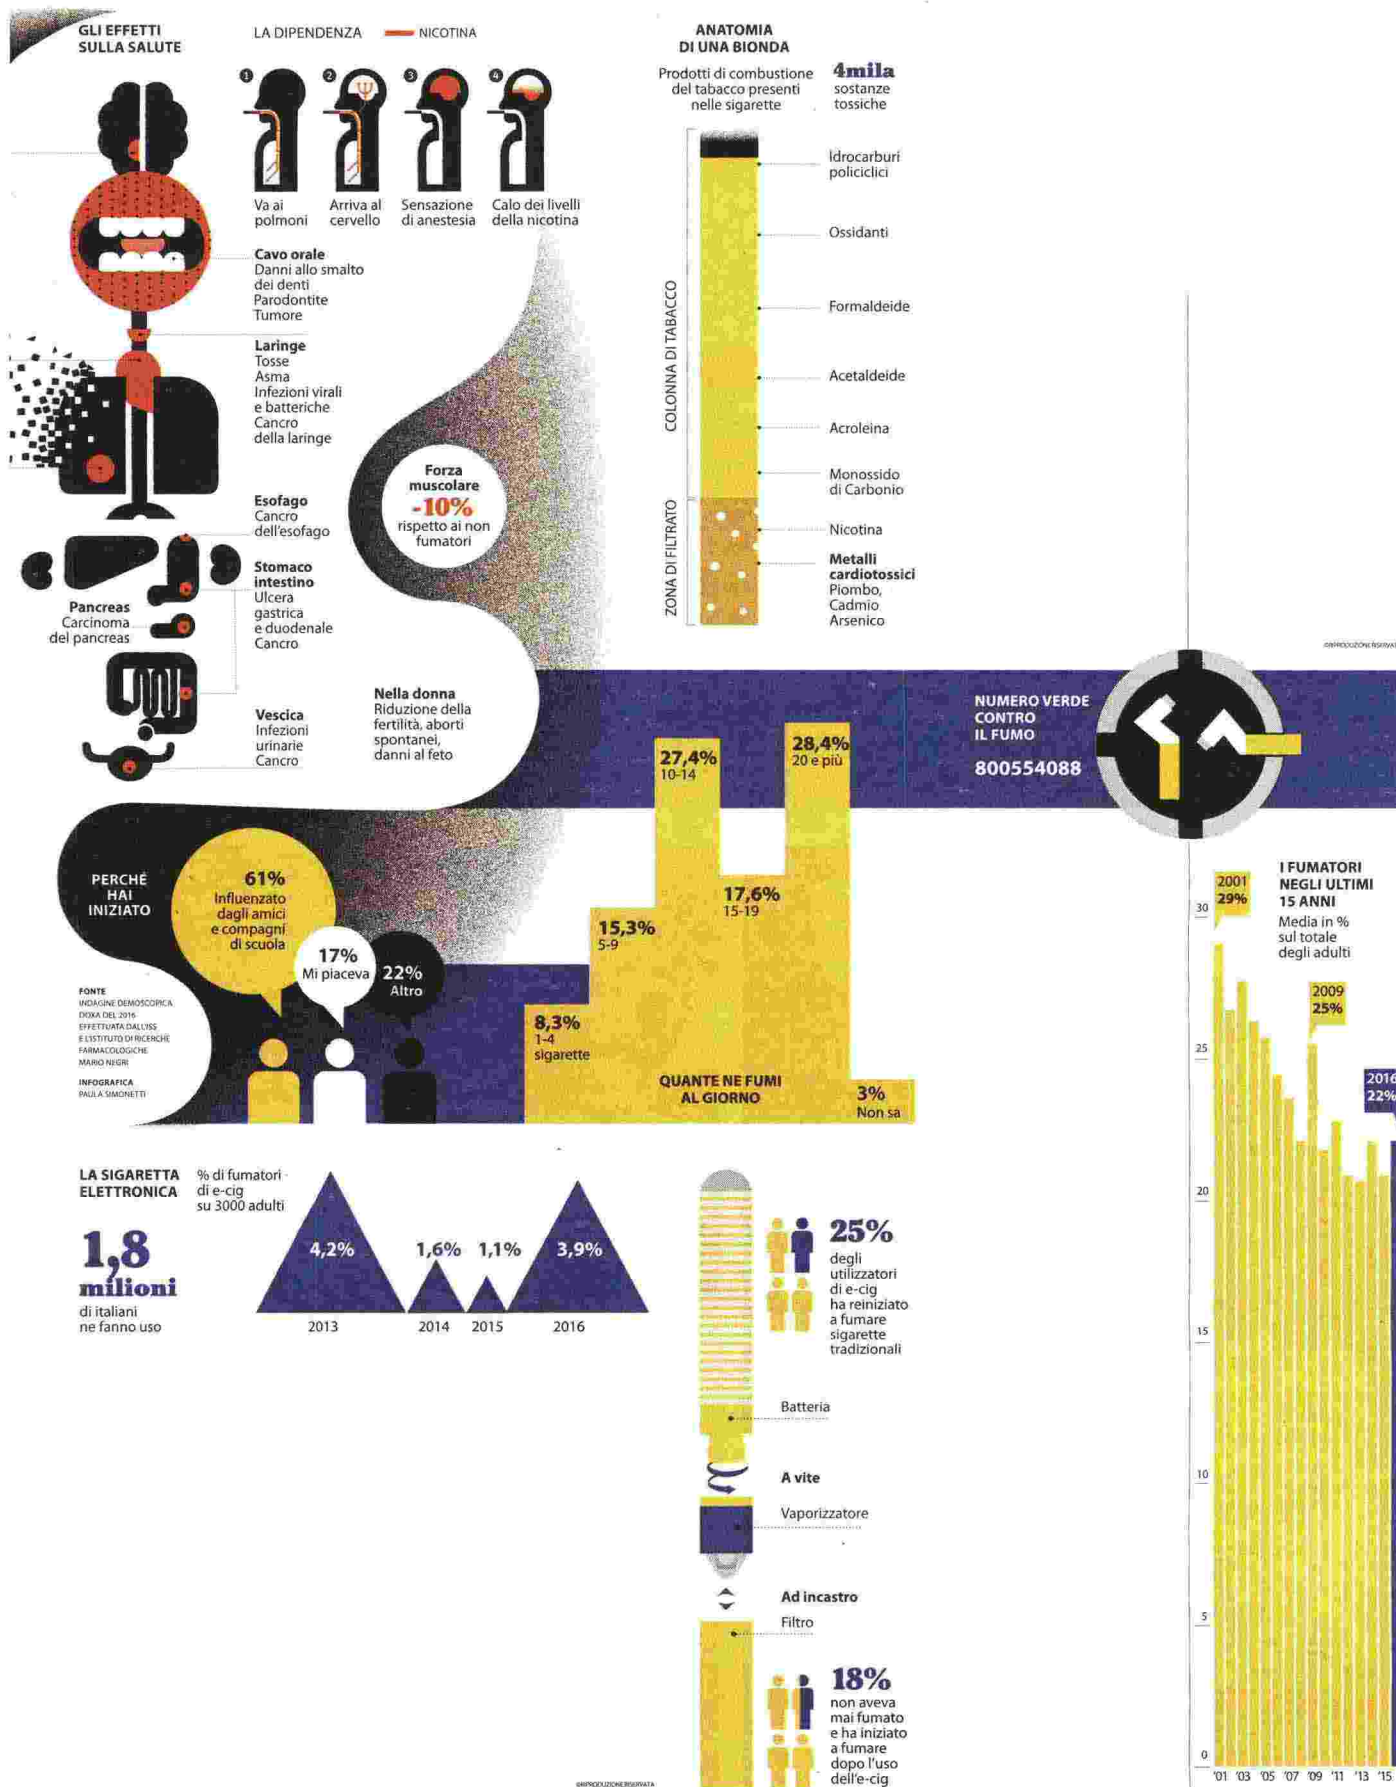 GLI EFFETTI
SULLA SALUTE
LA DIPENDENZA
NICOTINA
1
2
3
4
Va ai
polmoni
Arriva al
cervello
Sensazione
di anestesia
Calo dei livelli
della nicotina
Cavo orale
Danni allo smalto
dei denti
Parodontite
Tumore
Laringe
Tosse
Asma
Infezioni virali
e batteriche
Cancro
della laringe
Esofago
Cancro
dell'esofago
Stomaco
intestino
Ulcera
gastrica
e duodenale
Cancro
Pancreas
Carcinoma
del pancreas
Vescica
Infezioni
urinarie
Cancro
Forza
muscolare
-10%
rispetto ai non
fumatori
Nella donna
Riduzione della
fertilità, aborti
spontanei,
danni al feto
ANATOMIA
DI UNA BIONDA
Prodotti di combustione
del tabacco presenti
nelle sigarette
4mila
sostanze
tossiche
COLONNA DI TABACCO
ZONA DI FILTRATO
Idrocarburi
policiclici
Ossidanti
Formaldeide
Acetaldeide
Acroleina
Monossido
di Carbonio
Nicotina
Metalli
cardiotossici
Piombo,
Cadmio
Arsenico
©RIPRODUZIONE RISERVAT
NUMERO VERDE
CONTRO
IL FUMO
800554088
PERCHÉ
HAI
INIZIATO
61%
Influenzato
dagli amici
e compagni
di scuola
17%
Mi piaceva
22%
Altro
FONTE
INDAGINE DEMOSCOPICA
DOXA DEL 2016
EFFETTUATA DALL'ISS
E L'ISTITUTO DI RICERCHE
FARMACOLOGICHE
MARIO NEGRI
INFOGRAFICA
PAULA SIMONETTI
8,3%
1-4
sigarette
15,3%
5-9
27,4%
10-14
17,6%
15-19
28,4%
20 e più
3%
Non sa
QUANTE NE FUMI
AL GIORNO
I FUMATORI
NEGLI ULTIMI
15 ANNI
Media in %
sul totale
degli adulti
2001
29%
2009
25%
2016
22%
30
25
20
15
10
5
0
'01 '03 '05 '07 '09 '11 '13 '15
LA SIGARETTA
ELETTRONICA
% di fumatori
di e-cig
su 3000 adulti
1,8
milioni
di italiani
ne fanno uso
4,2%
1,6%
1,1%
3,9%
2013
2014
2015
2016
25%
degli
utilizzatori
di e-cig
ha reiniziato
a fumare
sigarette
tradizionali
Batteria
A vite
Vaporizzatore
Ad incastro
Filtro
18%
non aveva
mai fumato
e ha iniziato
a fumare
dopo l'uso
dell'e-cig
©RIPRODUZIONE RISERVATA